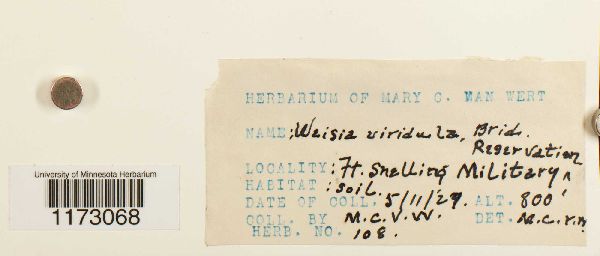 HERBARIUM OF MARY C. VAN WERT
NAME: Weisia viridula, Brid.
Reservation
LOCALITY: Ft. Snelling Military ^
HABITAT: soil.
DATE OF COLL. 5/11/29. ALT. 800'
COLL. BY M.C.V.W. DET. M.C.V.W
HERB. NO. 108.
University of Minnesota Herbarium
1173068